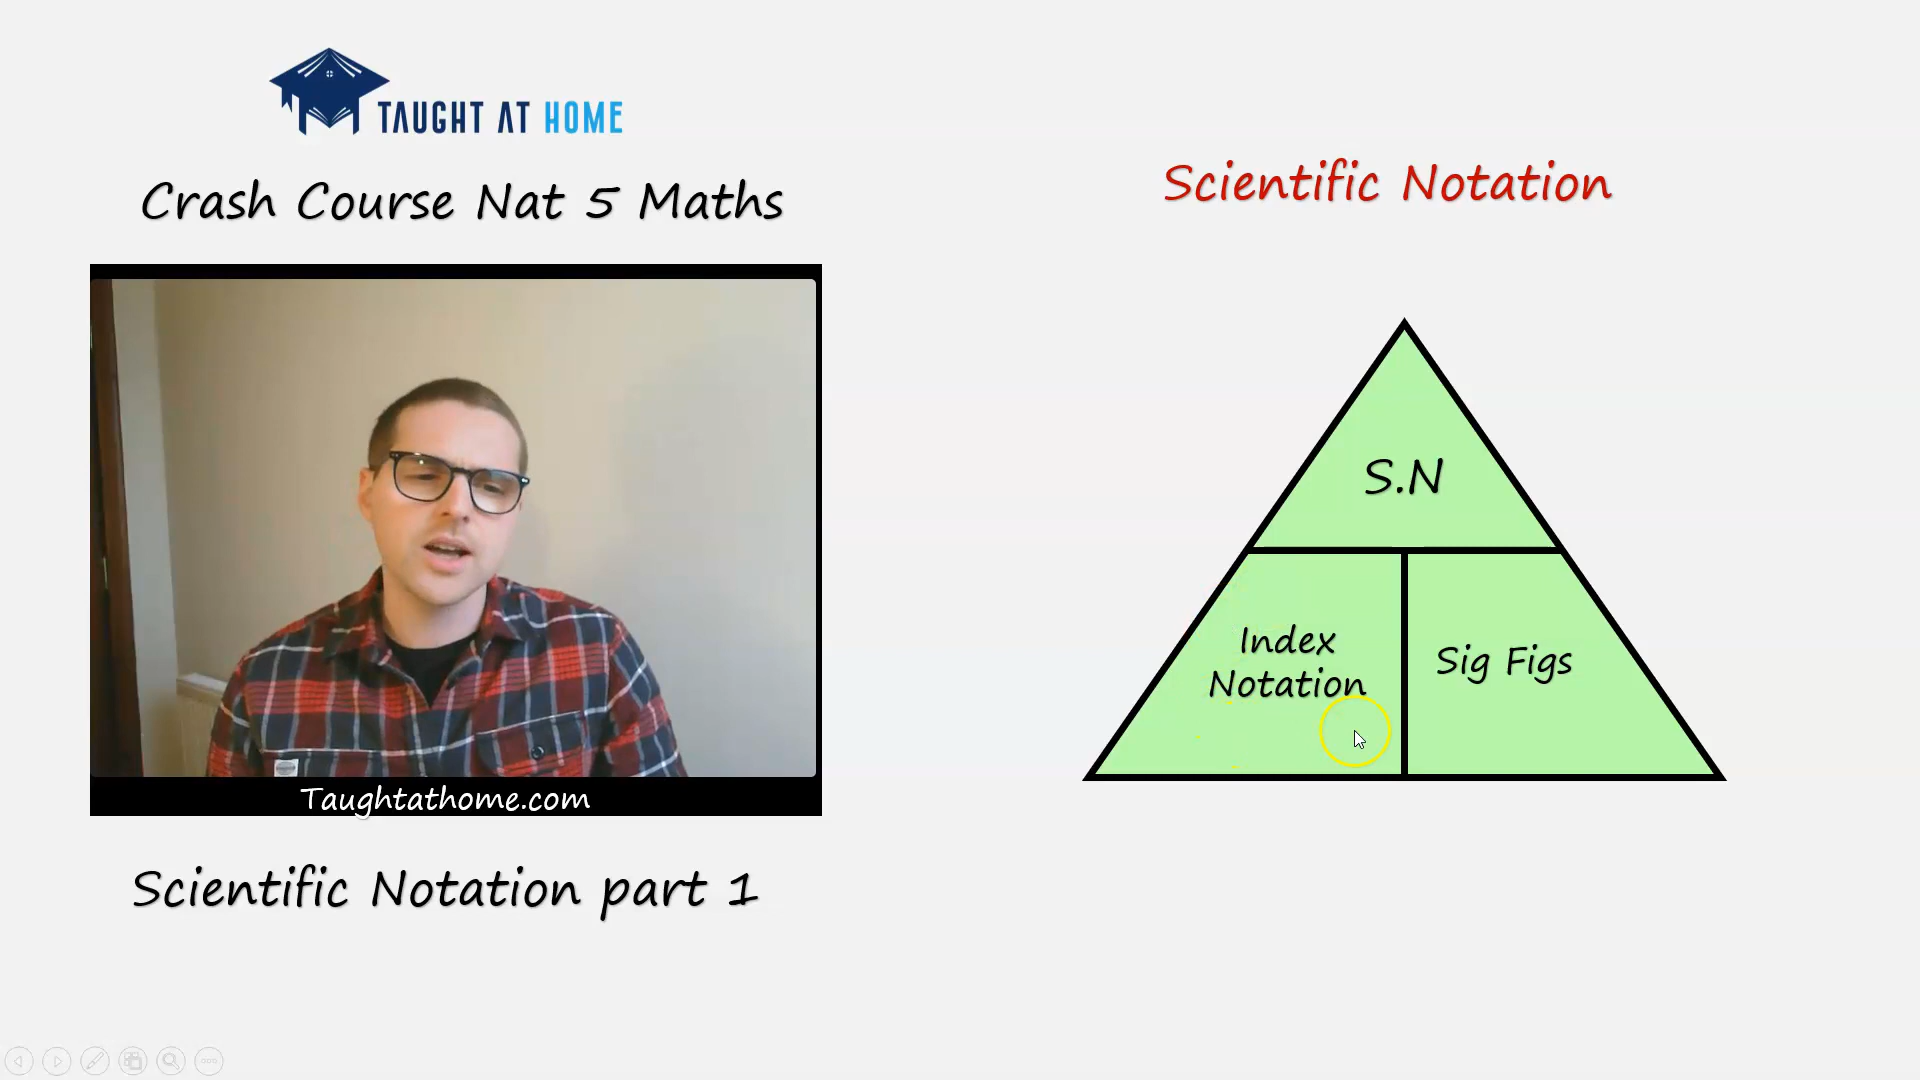 TAUGHT AT HOME
Crash Course Nat 5 Maths
Taughtathome.com
Scientific Notation part 1
Scientific Notation
S.N
Index
Notation
Sig Figs